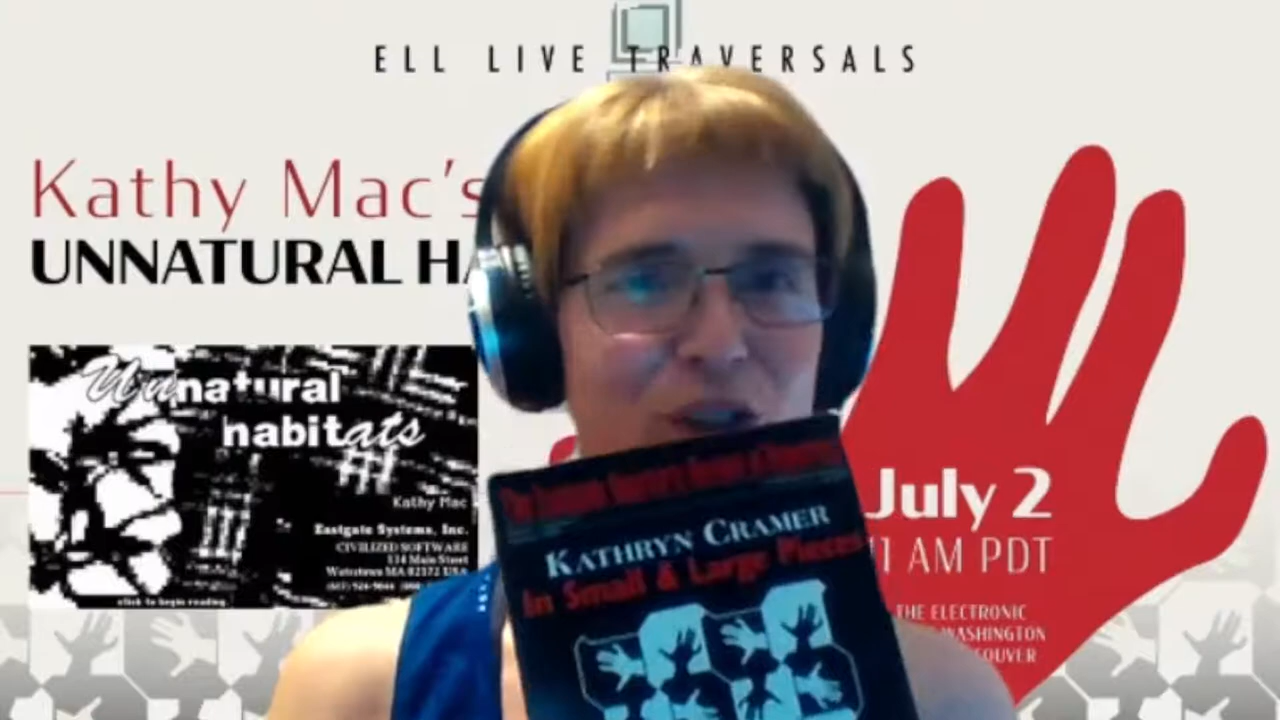 ELL LIVE TRAVERSALS
Kathy Mac's
UNNATURAL HA
Unnatural
habitats
Kathy Mac
Eastgate Systems, Inc.
CIVILIZED SOFTWARE
134 Main Street
Watertown MA 02172 USA
click to begin reading
KATHRYN CRAMER
In Small & Large Pieces
July 2
11 AM PDT
THE ELECTRONIC
WASHINGTON
COUVER